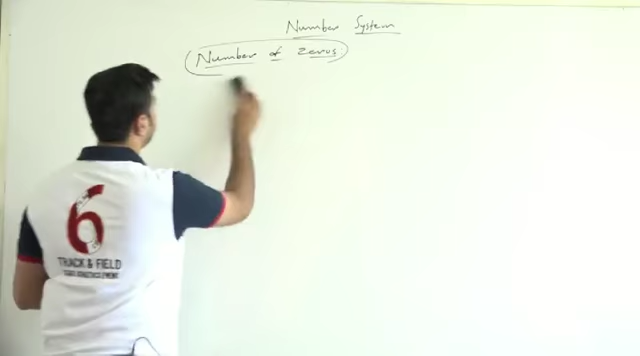 Number System
Number of zeros.
6
TRACK & FIELD